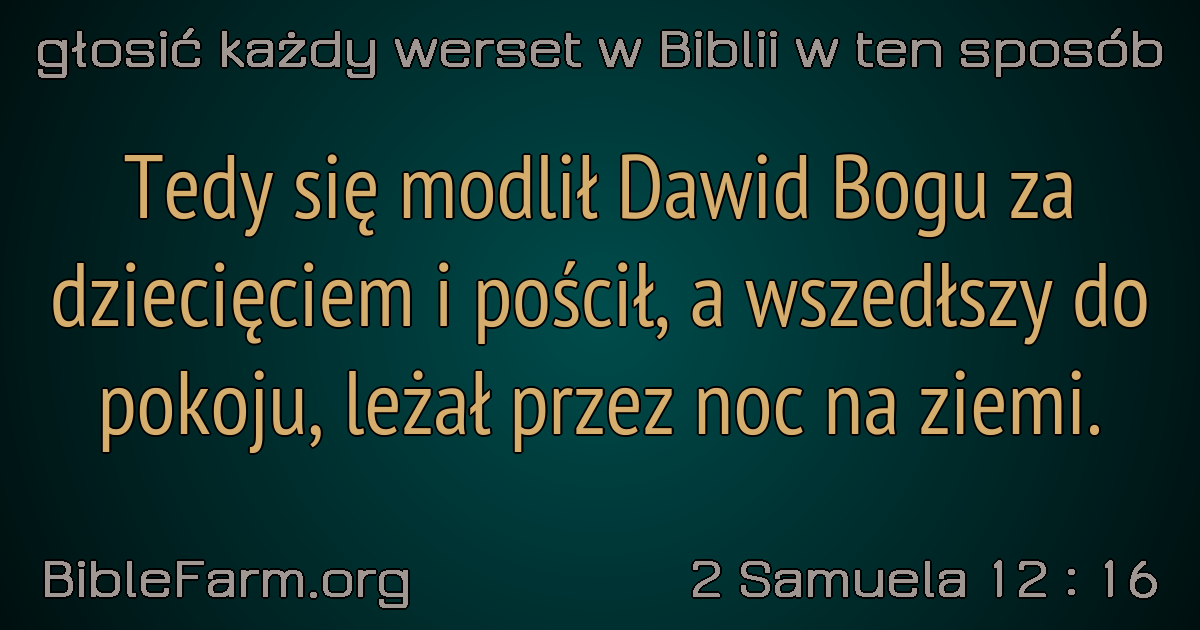 głosić każdy werset w Biblii w ten sposób
Tedy się modlił Dawid Bogu za
dziecięciem i pościł, a wszedłszy do
pokoju, leżał przez noc na ziemi.
BibleFarm.org
2 Samuela 12 : 16